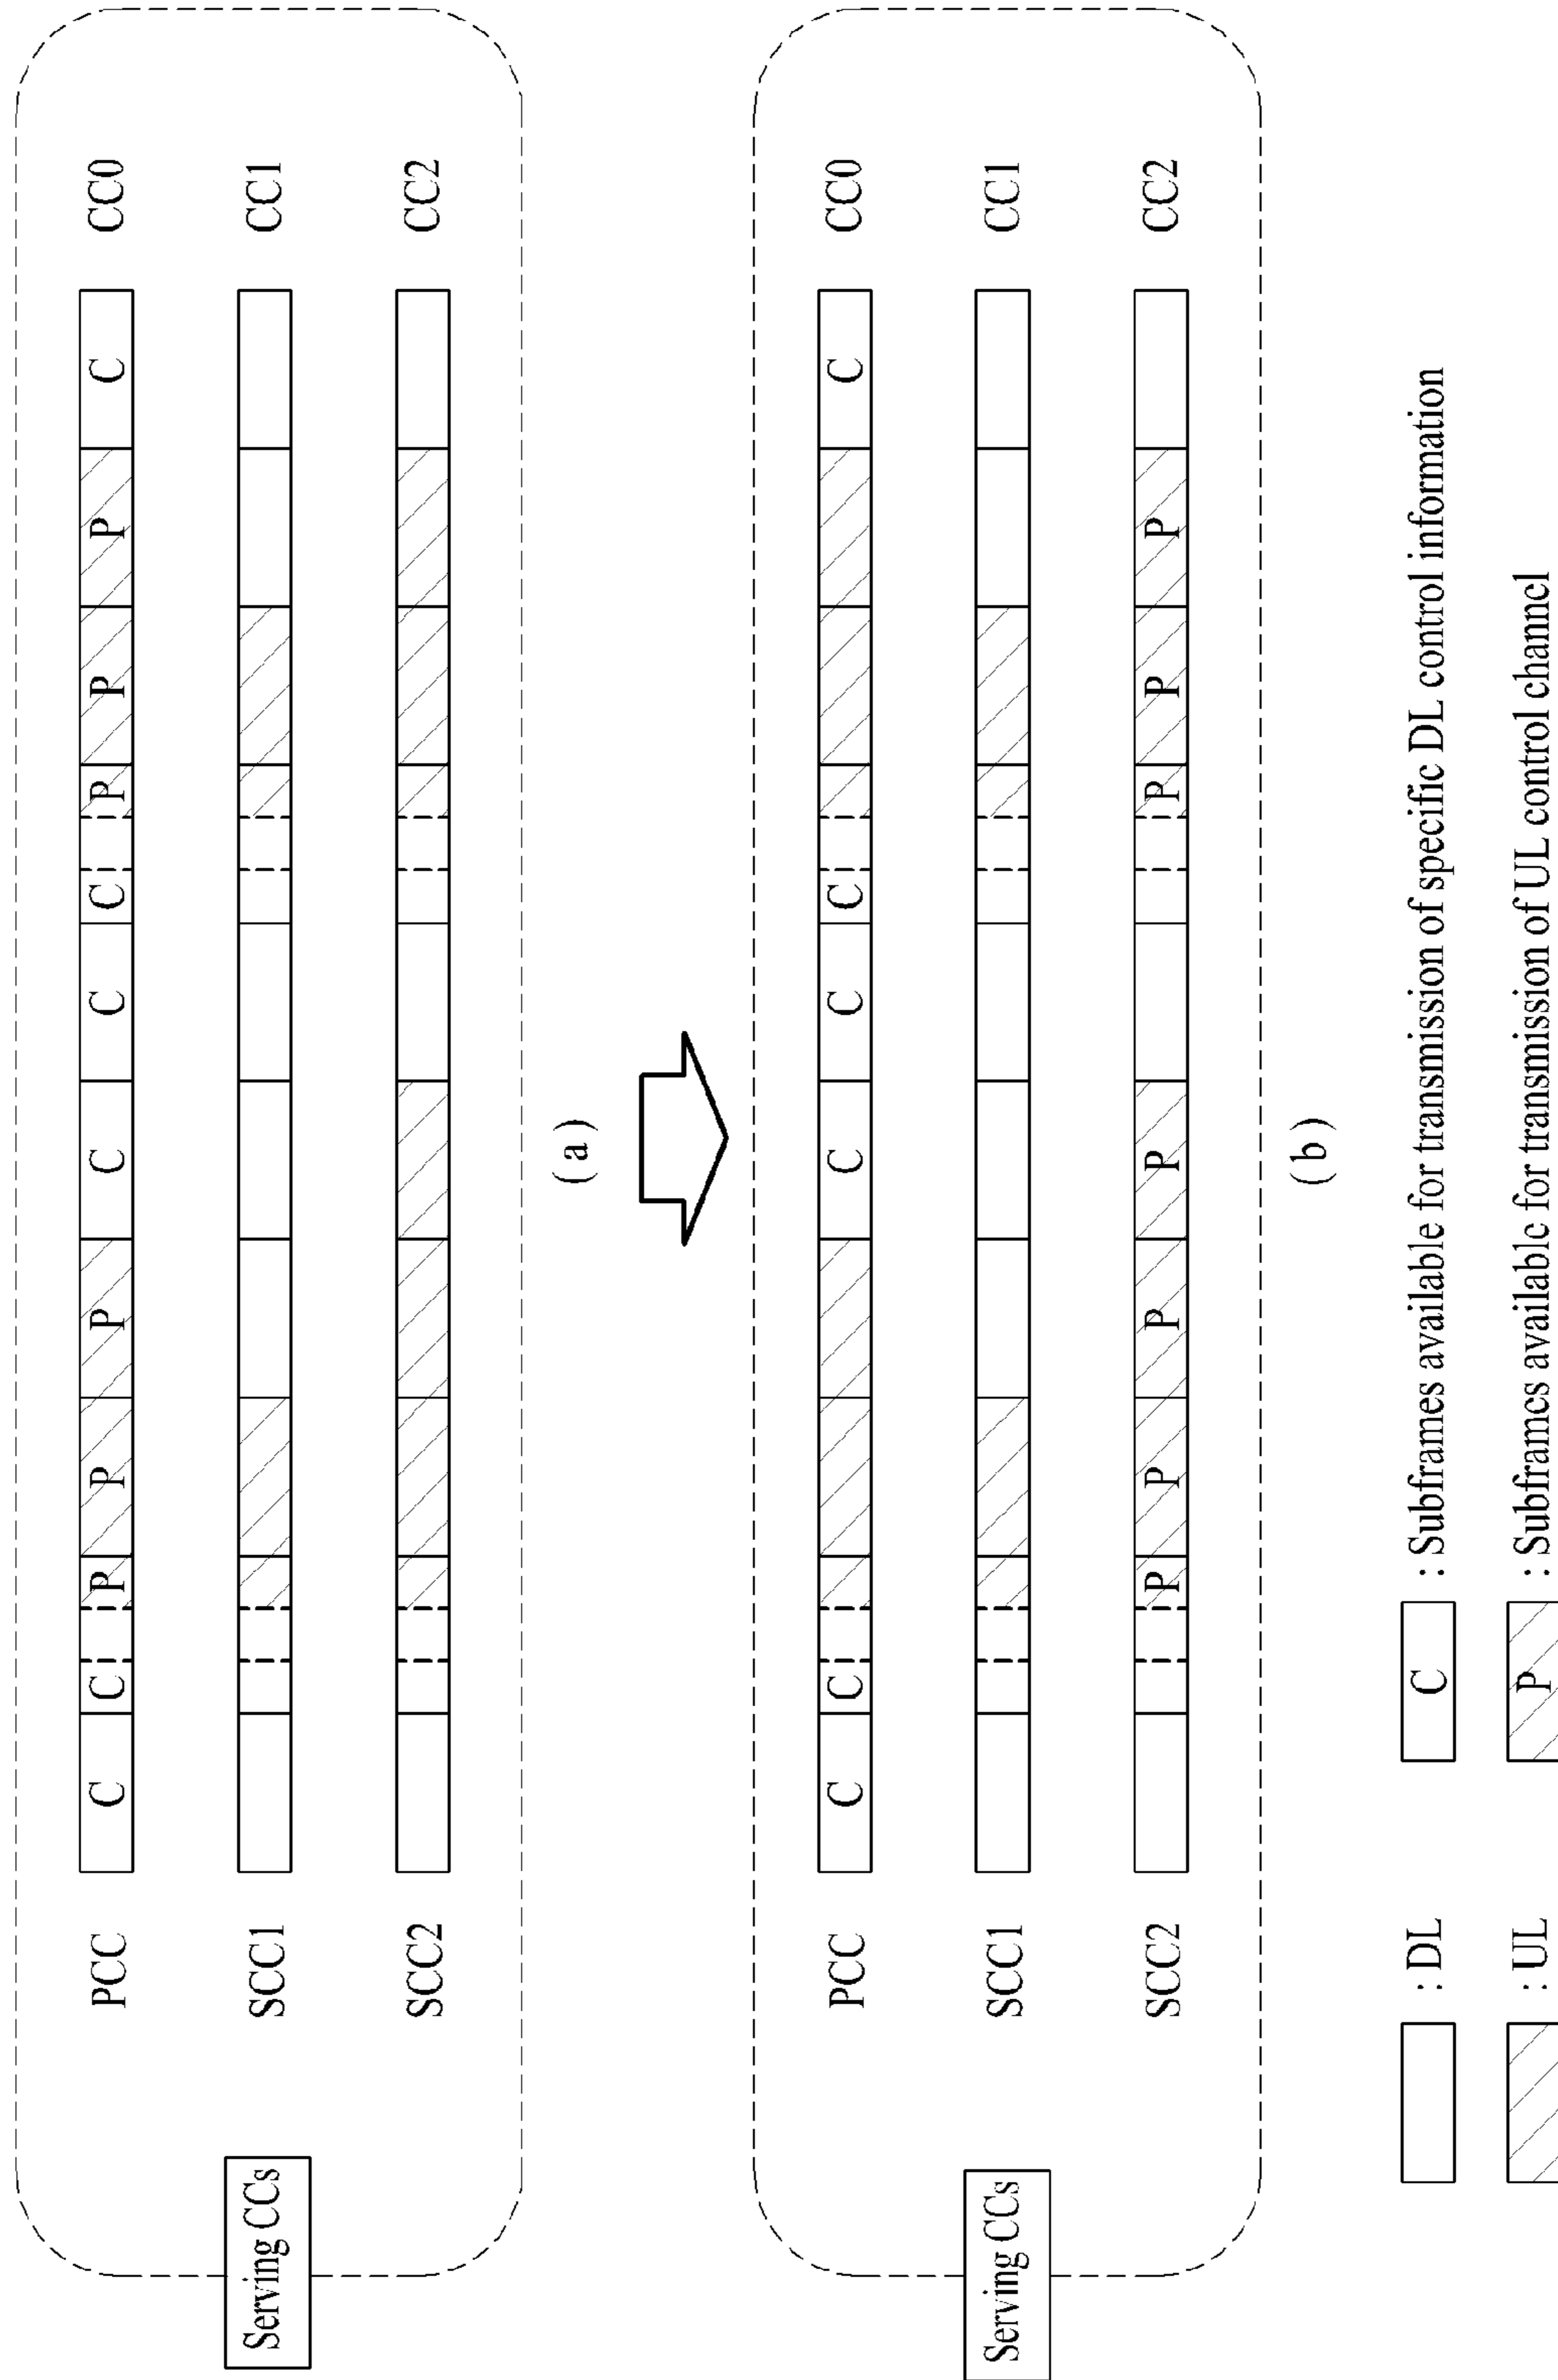 Serving CCs
PCC C C P P P C C C P P P C CC0
SCC1 CC1
SCC2 CC2
(a)
Serving CCs
PCC C C C C C C CC0
SCC1 CC1
SCC2 P P P P P P P CC2
(b)
: DL C : Subframes available for transmission of specific DL control information
: UL P : Subframes available for transmission of UL control channel